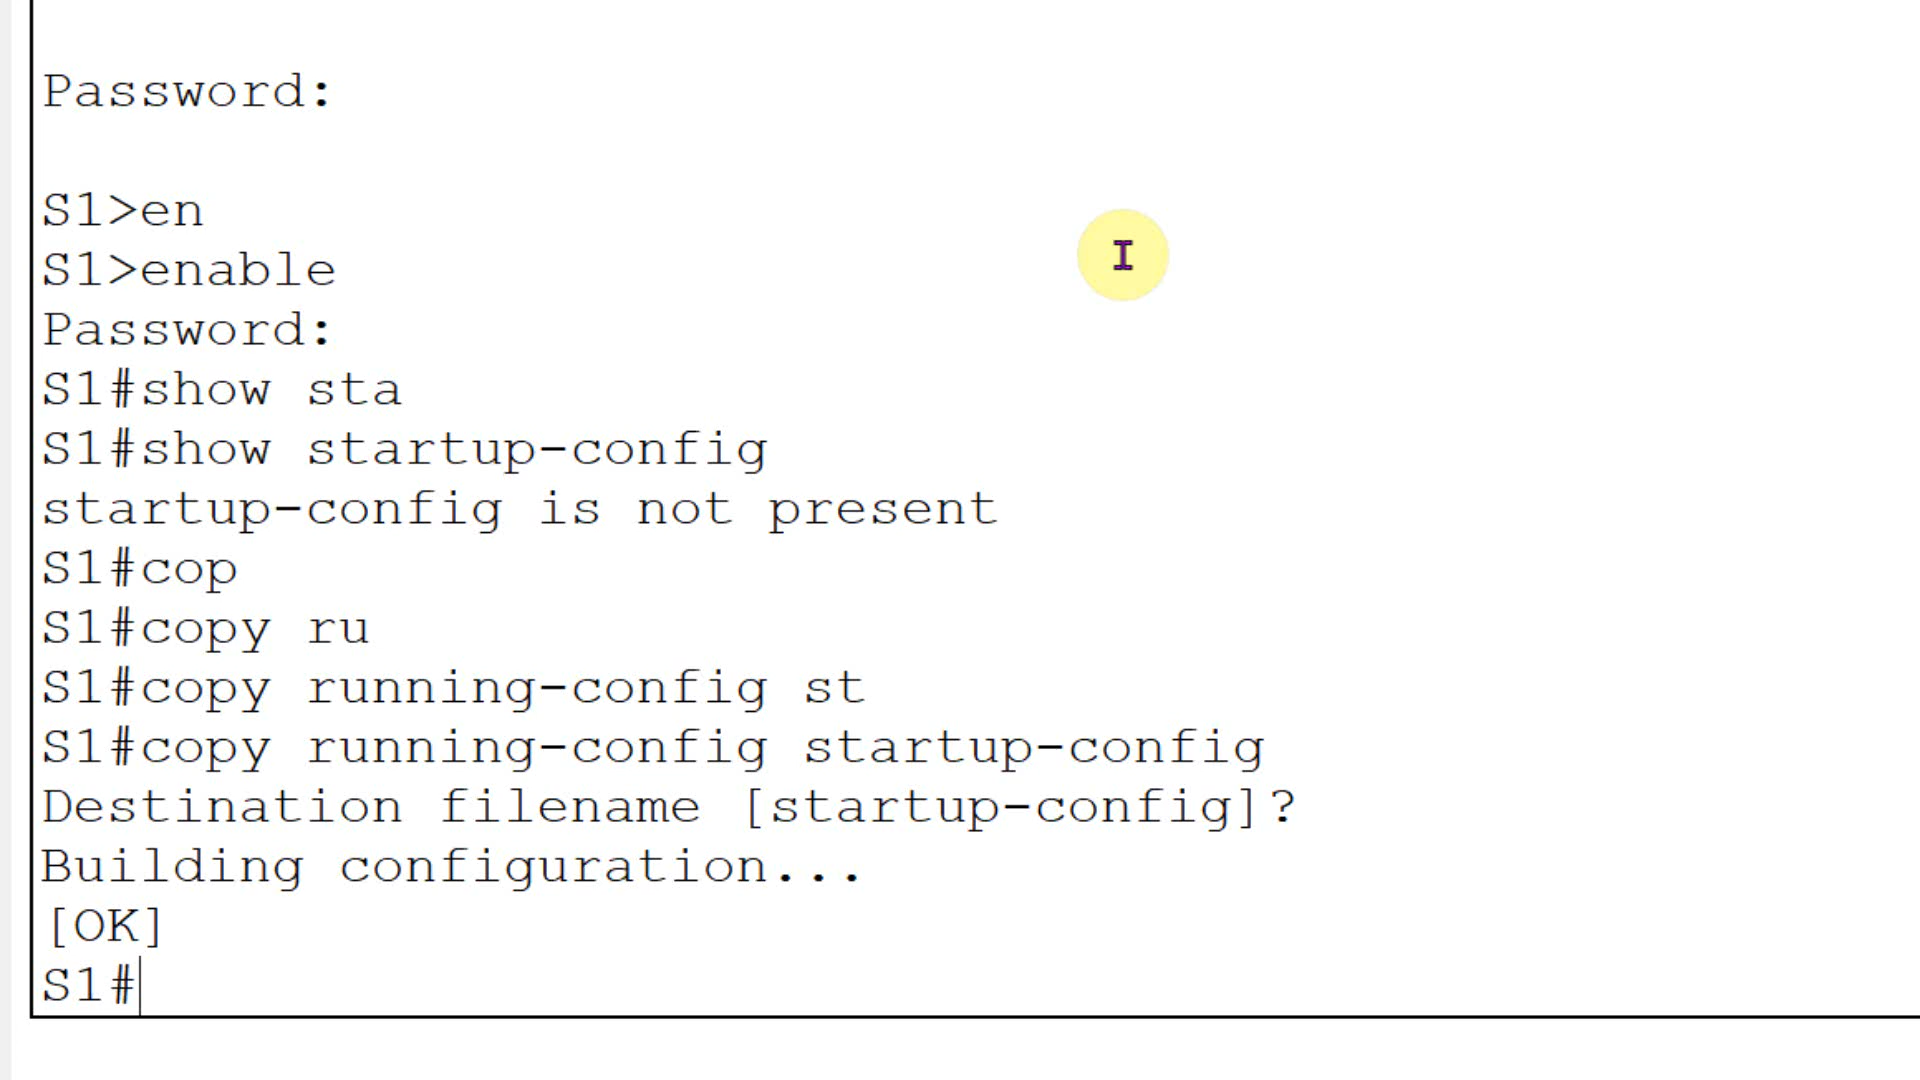 Password:
S1>en
S1>enable
Password:
S1#show sta
S1#show startup-config
startup-config is not present
S1#cop
S1#copy ru
S1#copy running-config st
S1#copy running-config startup-config
Destination filename [startup-config]?
Building configuration...
[OK]
S1#